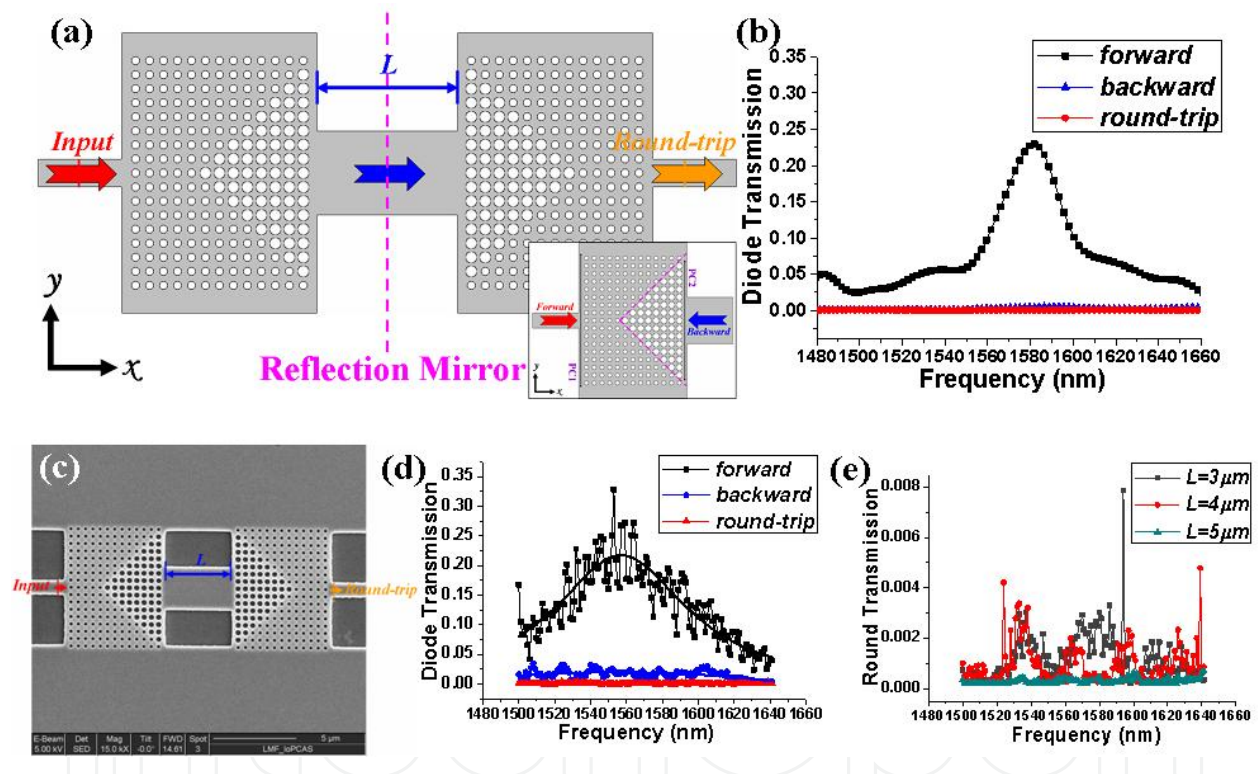 (a)
L
Input
Round-trip
y
x
Reflection Mirror
Forward
Backward
PC1
PC2
y
x
(b)
Diode Transmission
0.35
0.30
0.25
0.20
0.15
0.10
0.05
0.00
forward
backward
round-trip
1480 1500 1520 1540 1560 1580 1600 1620 1640 1660
Frequency (nm)
(c)
L
Input
Round-trip
E-Beam Det Mag Tilt FWD Spot 5 μm
5.00 kV SED 15.0 kX -0.0° 14.61 3 LMF_IoPCAS
(d)
Diode Transmission
0.35
0.30
0.25
0.20
0.15
0.10
0.05
0.00
forward
backward
round-trip
1480 1500 1520 1540 1560 1580 1600 1620 1640 1660
Frequency (nm)
(e)
Round Transmission
0.008
0.006
0.004
0.002
0.000
L=3μm
L=4μm
L=5μm
1480 1500 1520 1540 1560 1580 1600 1620 1640 1660
Frequency (nm)